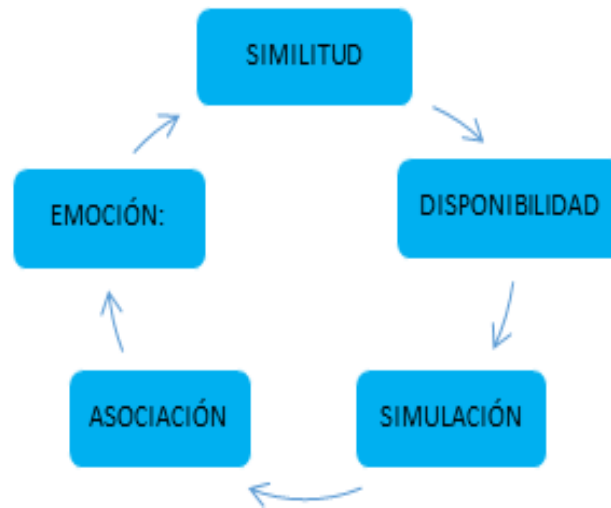 SIMILITUD
DISPONIBILIDAD
SIMULACIÓN
ASOCIACIÓN
EMOCIÓN: